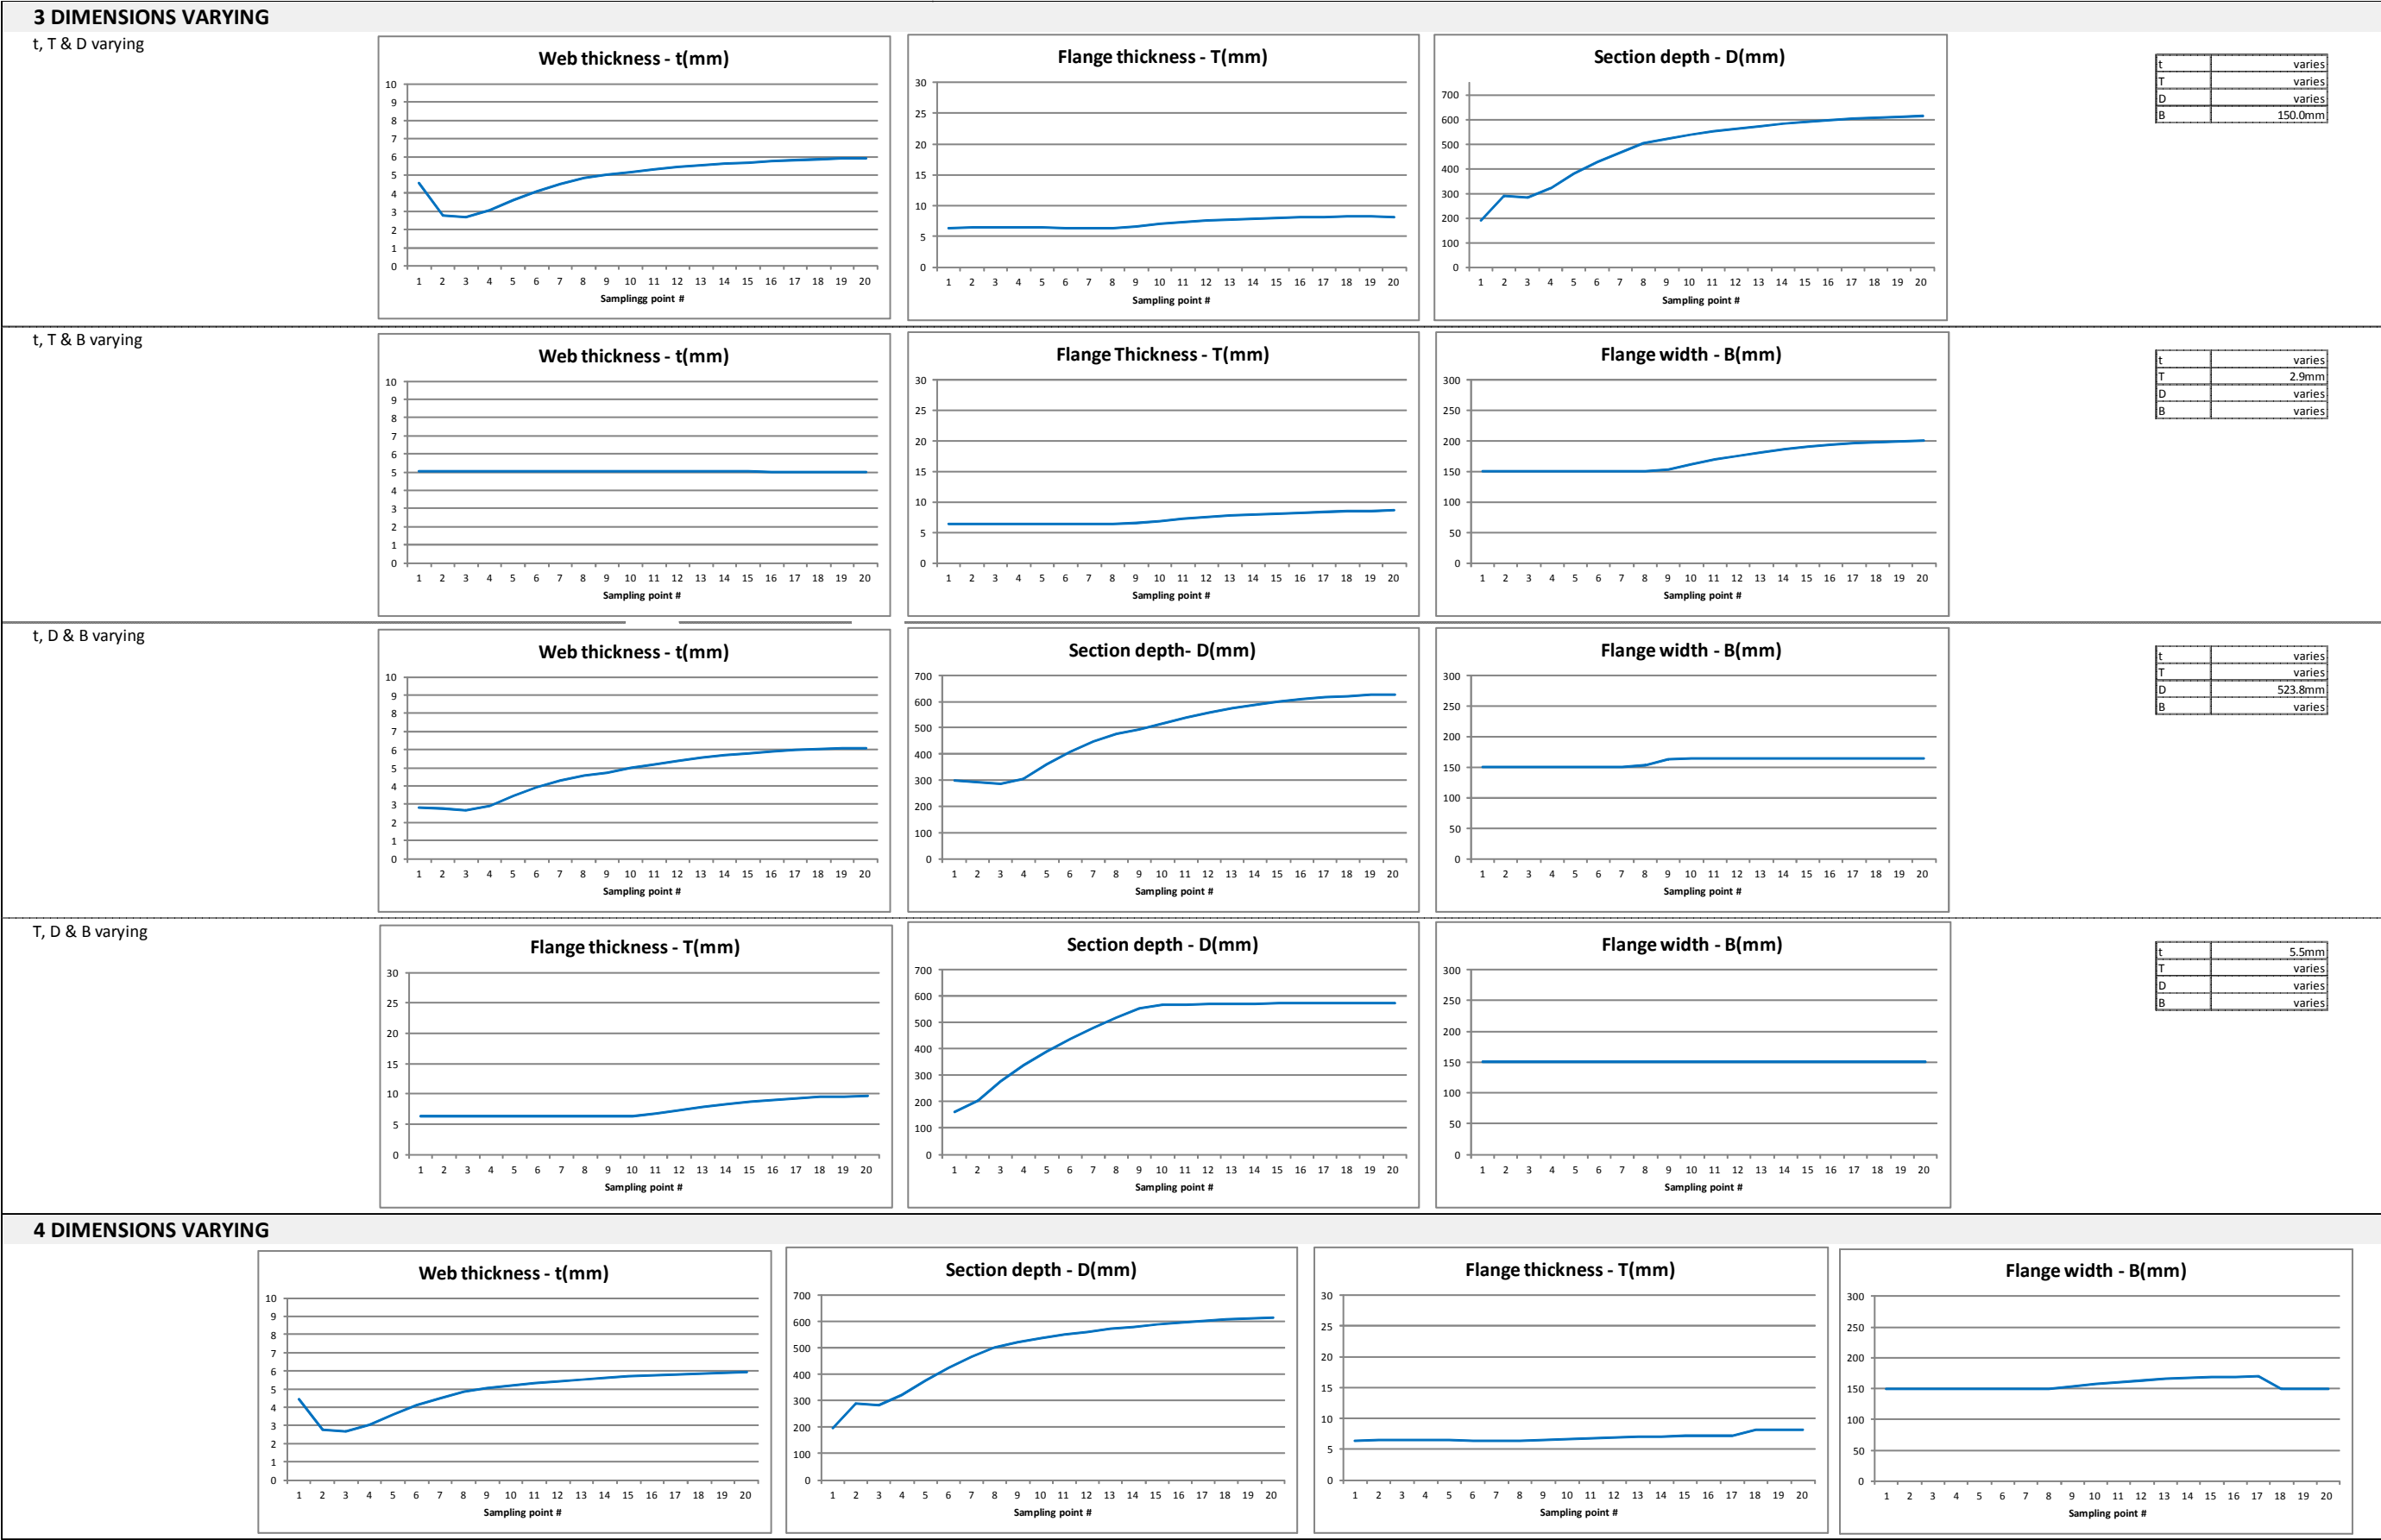 3 DIMENSIONS VARYING
t, T & D varying
Web thickness - t(mm)
10
9
8
7
6
5
4
3
2
1
0
1 2 3 4 5 6 7 8 9 10 11 12 13 14 15 16 17 18 19 20
Samplingg point #
Flange thickness - T(mm)
30
25
20
15
10
5
0
1 2 3 4 5 6 7 8 9 10 11 12 13 14 15 16 17 18 19 20
Sampling point #
Section depth - D(mm)
700
600
500
400
300
200
100
0
1 2 3 4 5 6 7 8 9 10 11 12 13 14 15 16 17 18 19 20
Sampling point #
t varies
T varies
D varies
B 150.0mm
t, T & B varying
Web thickness - t(mm)
10
9
8
7
6
5
4
3
2
1
0
1 2 3 4 5 6 7 8 9 10 11 12 13 14 15 16 17 18 19 20
Sampling point #
Flange Thickness - T(mm)
30
25
20
15
10
5
0
1 2 3 4 5 6 7 8 9 10 11 12 13 14 15 16 17 18 19 20
Sampling point #
Flange width - B(mm)
300
250
200
150
100
50
0
1 2 3 4 5 6 7 8 9 10 11 12 13 14 15 16 17 18 19 20
Sampling point #
t varies
T 2.9mm
D varies
B varies
t, D & B varying
Web thickness - t(mm)
10
9
8
7
6
5
4
3
2
1
0
1 2 3 4 5 6 7 8 9 10 11 12 13 14 15 16 17 18 19 20
Sampling point #
Section depth- D(mm)
700
600
500
400
300
200
100
0
1 2 3 4 5 6 7 8 9 10 11 12 13 14 15 16 17 18 19 20
Sampling point #
Flange width - B(mm)
300
250
200
150
100
50
0
1 2 3 4 5 6 7 8 9 10 11 12 13 14 15 16 17 18 19 20
Sampling point #
t varies
T varies
D 523.8mm
B varies
T, D & B varying
Flange thickness - T(mm)
30
25
20
15
10
5
0
1 2 3 4 5 6 7 8 9 10 11 12 13 14 15 16 17 18 19 20
Sampling point #
Section depth - D(mm)
700
600
500
400
300
200
100
0
1 2 3 4 5 6 7 8 9 10 11 12 13 14 15 16 17 18 19 20
Sampling point #
Flange width - B(mm)
300
250
200
150
100
50
0
1 2 3 4 5 6 7 8 9 10 11 12 13 14 15 16 17 18 19 20
Sampling point #
t 5.5mm
T varies
D varies
B varies
4 DIMENSIONS VARYING
Web thickness - t(mm)
10
9
8
7
6
5
4
3
2
1
0
1 2 3 4 5 6 7 8 9 10 11 12 13 14 15 16 17 18 19 20
Sampling point #
Section depth - D(mm)
700
600
500
400
300
200
100
0
1 2 3 4 5 6 7 8 9 10 11 12 13 14 15 16 17 18 19 20
Sampling point #
Flange thickness - T(mm)
30
25
20
15
10
5
0
1 2 3 4 5 6 7 8 9 10 11 12 13 14 15 16 17 18 19 20
Sampling point #
Flange width - B(mm)
300
250
200
150
100
50
0
1 2 3 4 5 6 7 8 9 10 11 12 13 14 15 16 17 18 19 20
Sampling point #